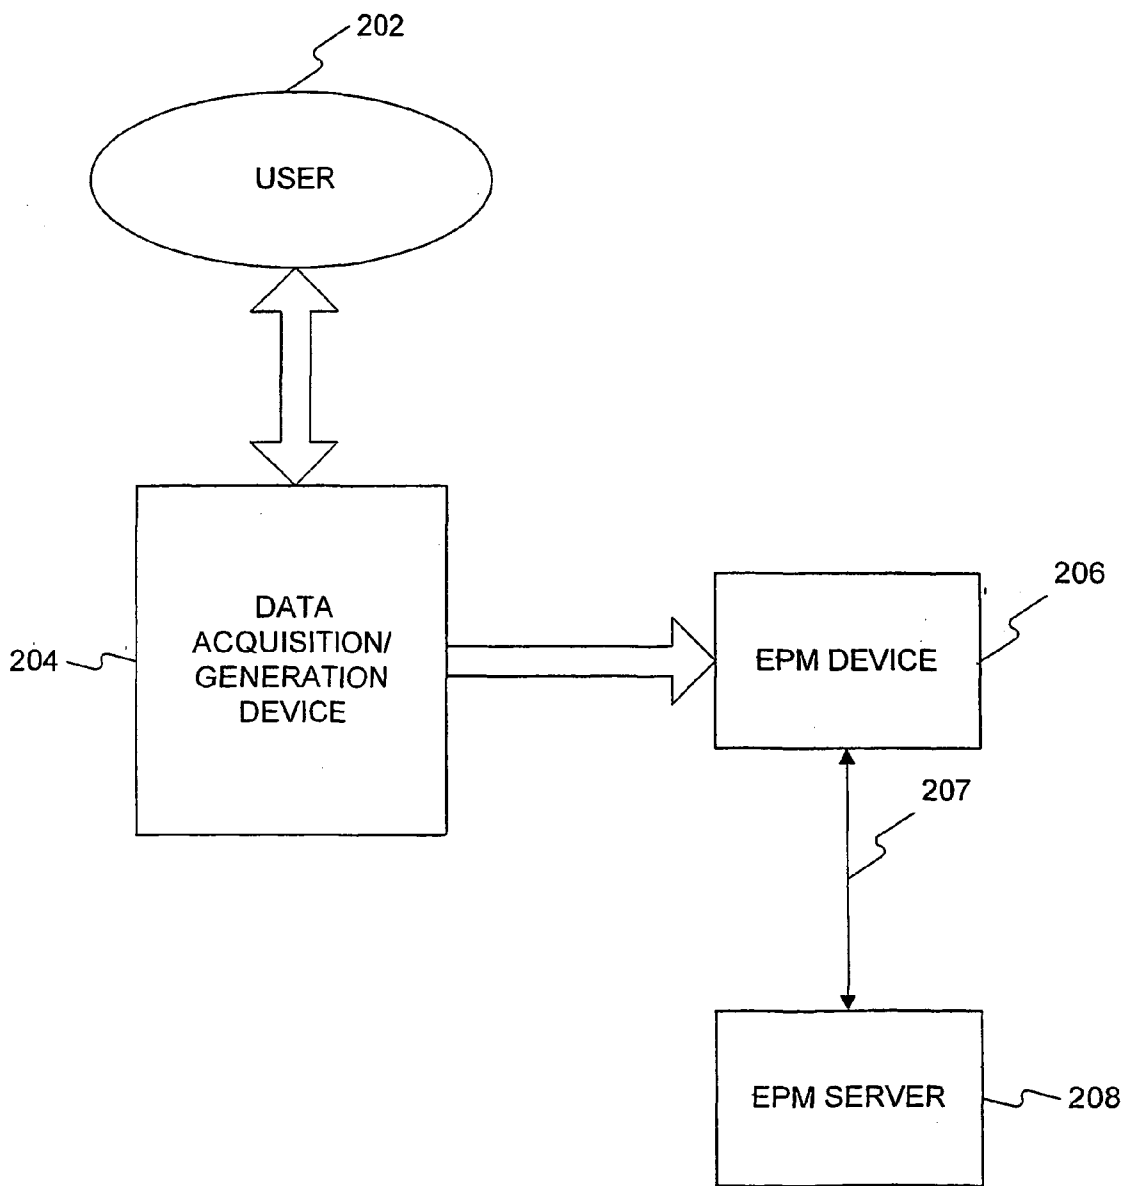 202
USER
DATA
ACQUISITION/
GENERATION
DEVICE
204
EPM DEVICE
206
207
EPM SERVER
208